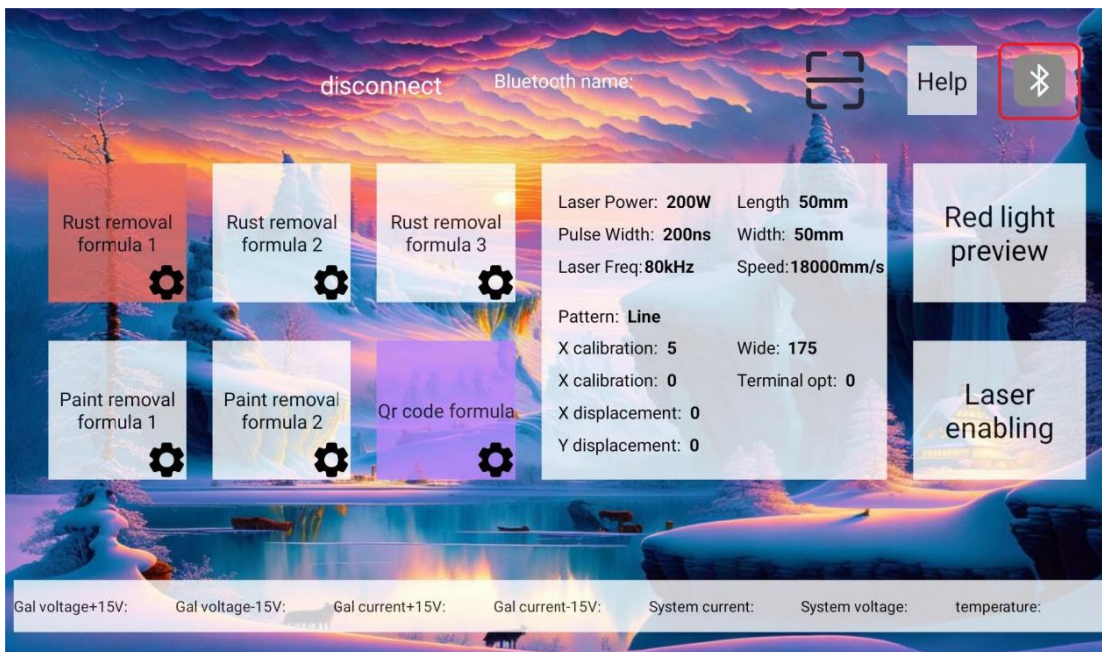 disconnect
Bluetooth name:
Help
Rust removal
formula 1
Rust removal
formula 2
Rust removal
formula 3
Laser Power: 200W Length 50mm
Pulse Width: 200ns Width: 50mm
Laser Freq:80kHz Speed:18000mm/s
Pattern: Line
X calibration: 5 Wide: 175
X calibration: 0 Terminal opt: 0
X displacement: 0
Y displacement: 0
Red light
preview
Paint removal
formula 1
Paint removal
formula 2
Qr code formula
Laser
enabling
Gal voltage+15V: Gal voltage-15V: Gal current+15V: Gal current-15V: System current: System voltage: temperature: